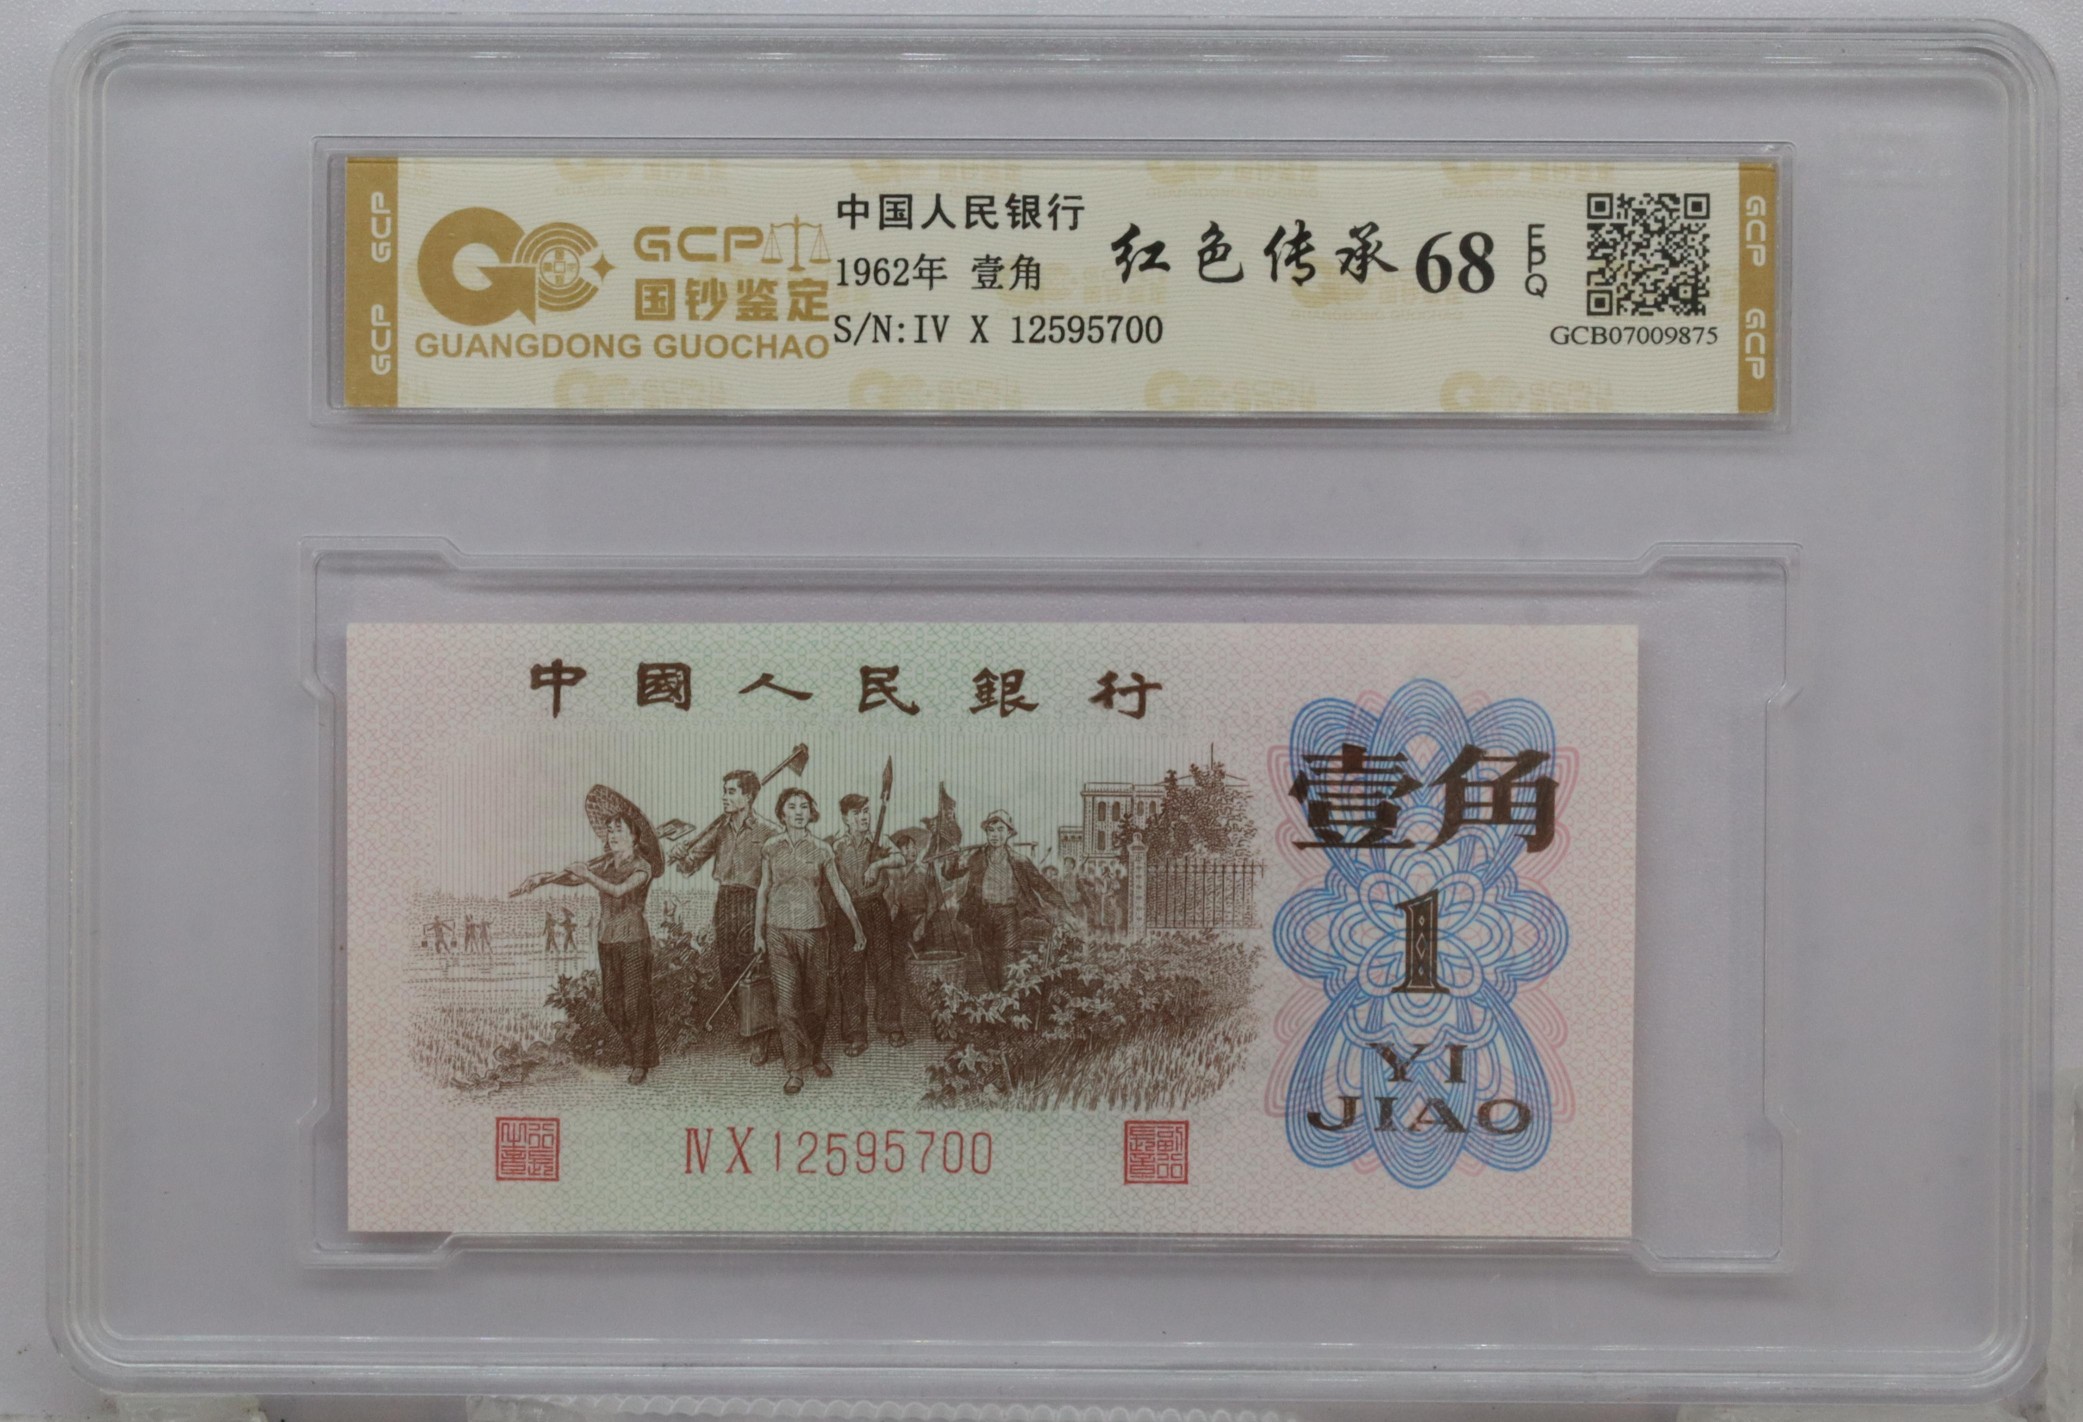 GCP GCP
GCP
国钞鉴定
GUANGDONG GUOCHAO
中国人民银行
1962年 壹角
S/N:IV X 12595700
红色传承
68
EPQ
GCB07009875
GCP GCP
中國人民銀行
壹角
1
YI
JIAO
ⅣX12595700